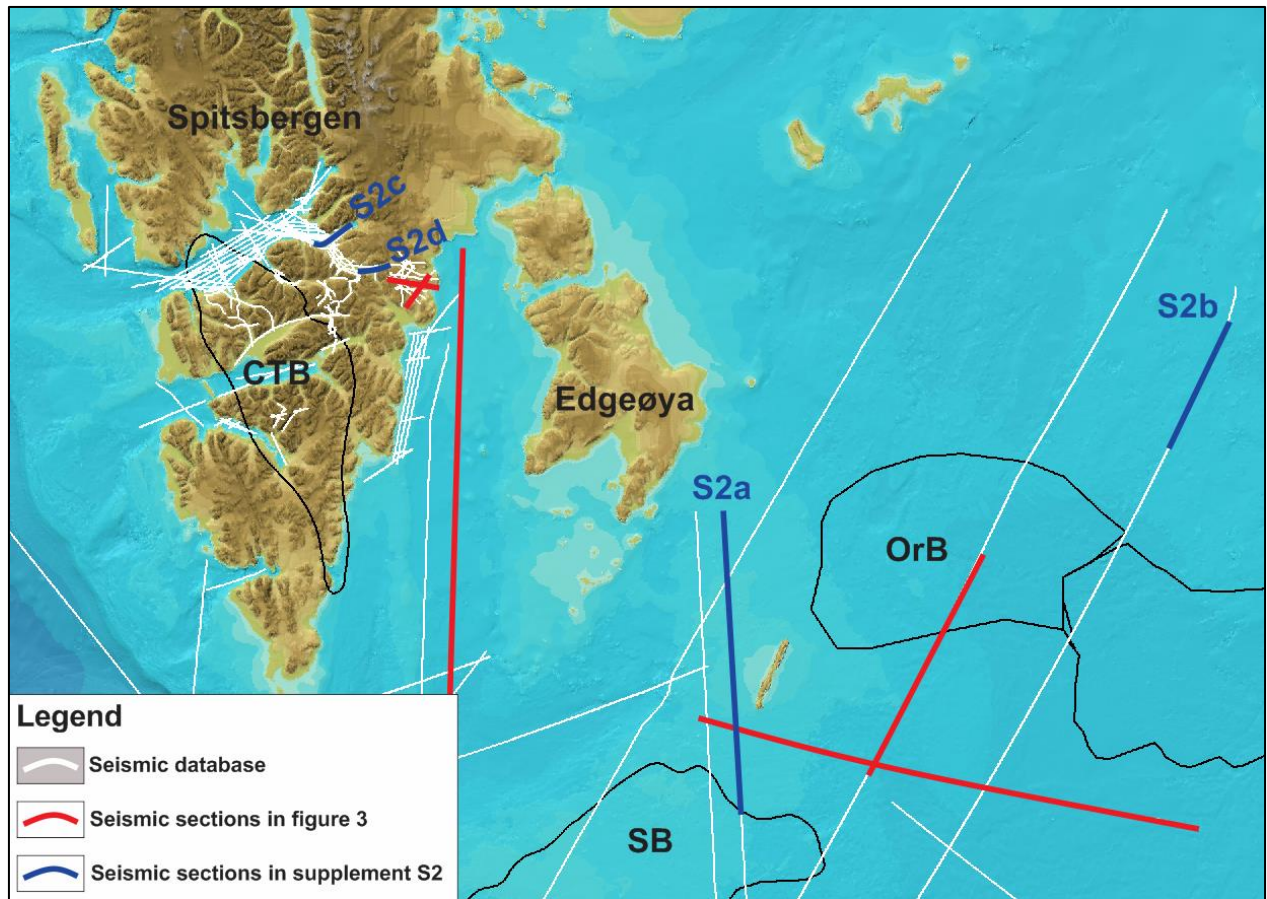 Spitsbergen
S2c
S2d
S2b
CTB
Edgeøya
S2a
OrB
SB
Legend
Seismic database
Seismic sections in figure 3
Seismic sections in supplement S2